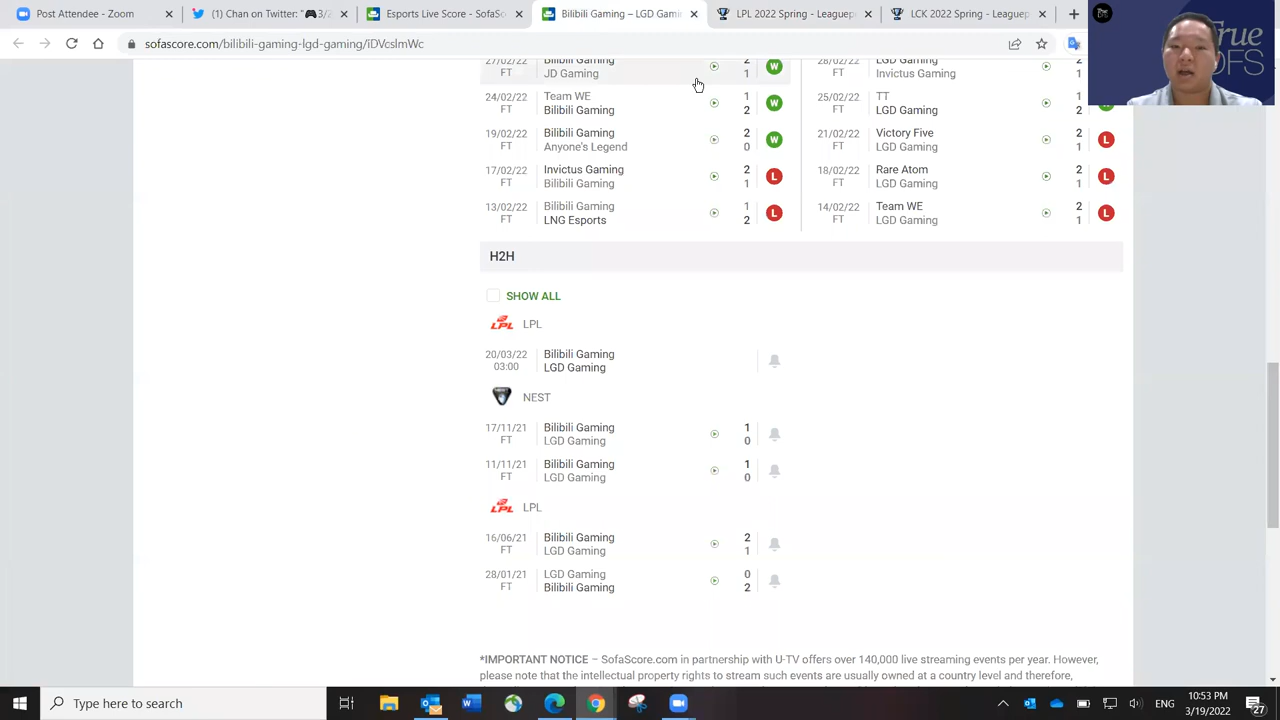 Post Attendee - Zoom
(1) Chan on Twitter: "🎮 3/
Esports Live Score - SofaSco
Bilibili Gaming – LGD Gami
LPL 2022 Spring - Leaguepe
LCK 2022 Spring - Leaguep
sofascore.com/bilibili-gaming-lgd-gaming/DVcslmWc
True
DFS
27/02/22 Bilibili Gaming 2 W
FT JD Gaming 1
24/02/22 Team WE 1 W
FT Bilibili Gaming 2
19/02/22 Bilibili Gaming 2 W
FT Anyone's Legend 0
17/02/22 Invictus Gaming 2 L
FT Bilibili Gaming 1
13/02/22 Bilibili Gaming 1 L
FT LNG Esports 2
28/02/22 LGD Gaming 2
FT Invictus Gaming 1
25/02/22 TT 1 W
FT LGD Gaming 2
21/02/22 Victory Five 2 L
FT LGD Gaming 1
18/02/22 Rare Atom 2 L
FT LGD Gaming 1
14/02/22 Team WE 2 L
FT LGD Gaming 1
H2H
SHOW ALL
LPL LPL
20/03/22 Bilibili Gaming
03:00 LGD Gaming
NEST
17/11/21 Bilibili Gaming 1
FT LGD Gaming 0
11/11/21 Bilibili Gaming 1
FT LGD Gaming 0
LPL LPL
16/06/21 Bilibili Gaming 2
FT LGD Gaming 1
28/01/21 LGD Gaming 0
FT Bilibili Gaming 2
*IMPORTANT NOTICE – SofaScore.com in partnership with U-TV offers over 140,000 live streaming events per year. However,
please note that the intellectual property rights to stream such events are usually owned at a country level and therefore,
Type here to search
ENG
10:53 PM
3/19/2022
27